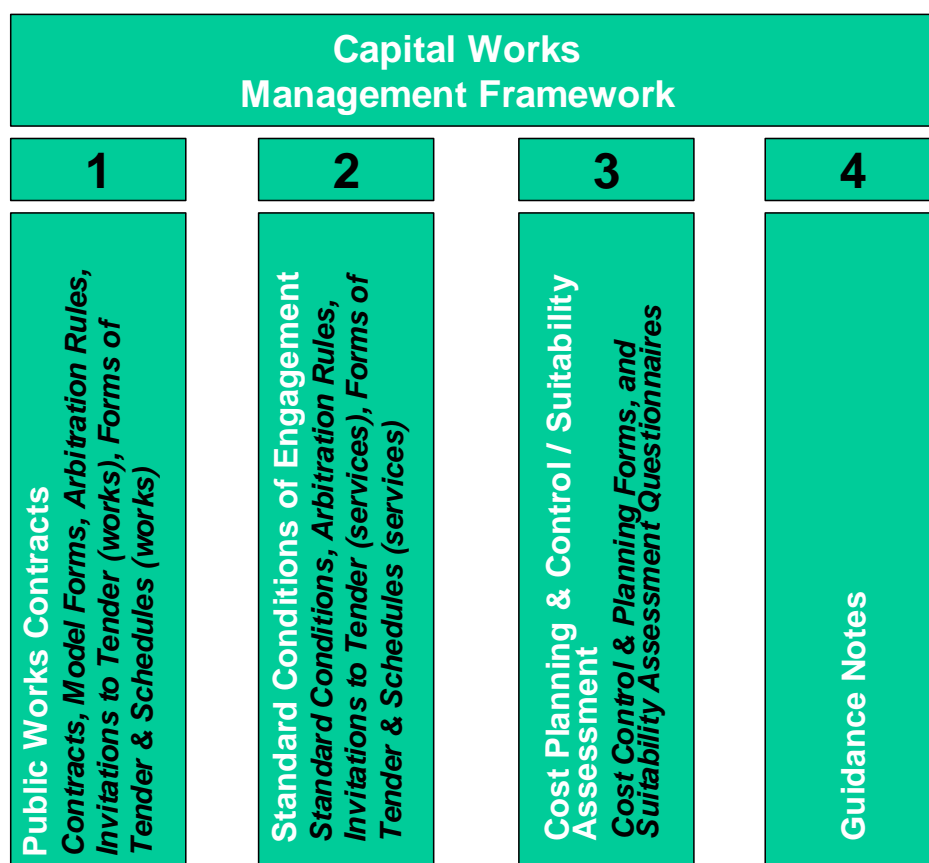 Capital Works
Management Framework
1
2
3
4
Public Works Contracts
Contracts, Model Forms, Arbitration Rules,
Invitations to Tender (works), Forms of
Tender & Schedules (works)
Standard Conditions of Engagement
Standard Conditions, Arbitration Rules,
Invitations to Tender (services), Forms of
Tender & Schedules (services)
Cost Planning & Control / Suitability
Assessment
Cost Control & Planning Forms, and
Suitability Assessment Questionnaires
Guidance Notes